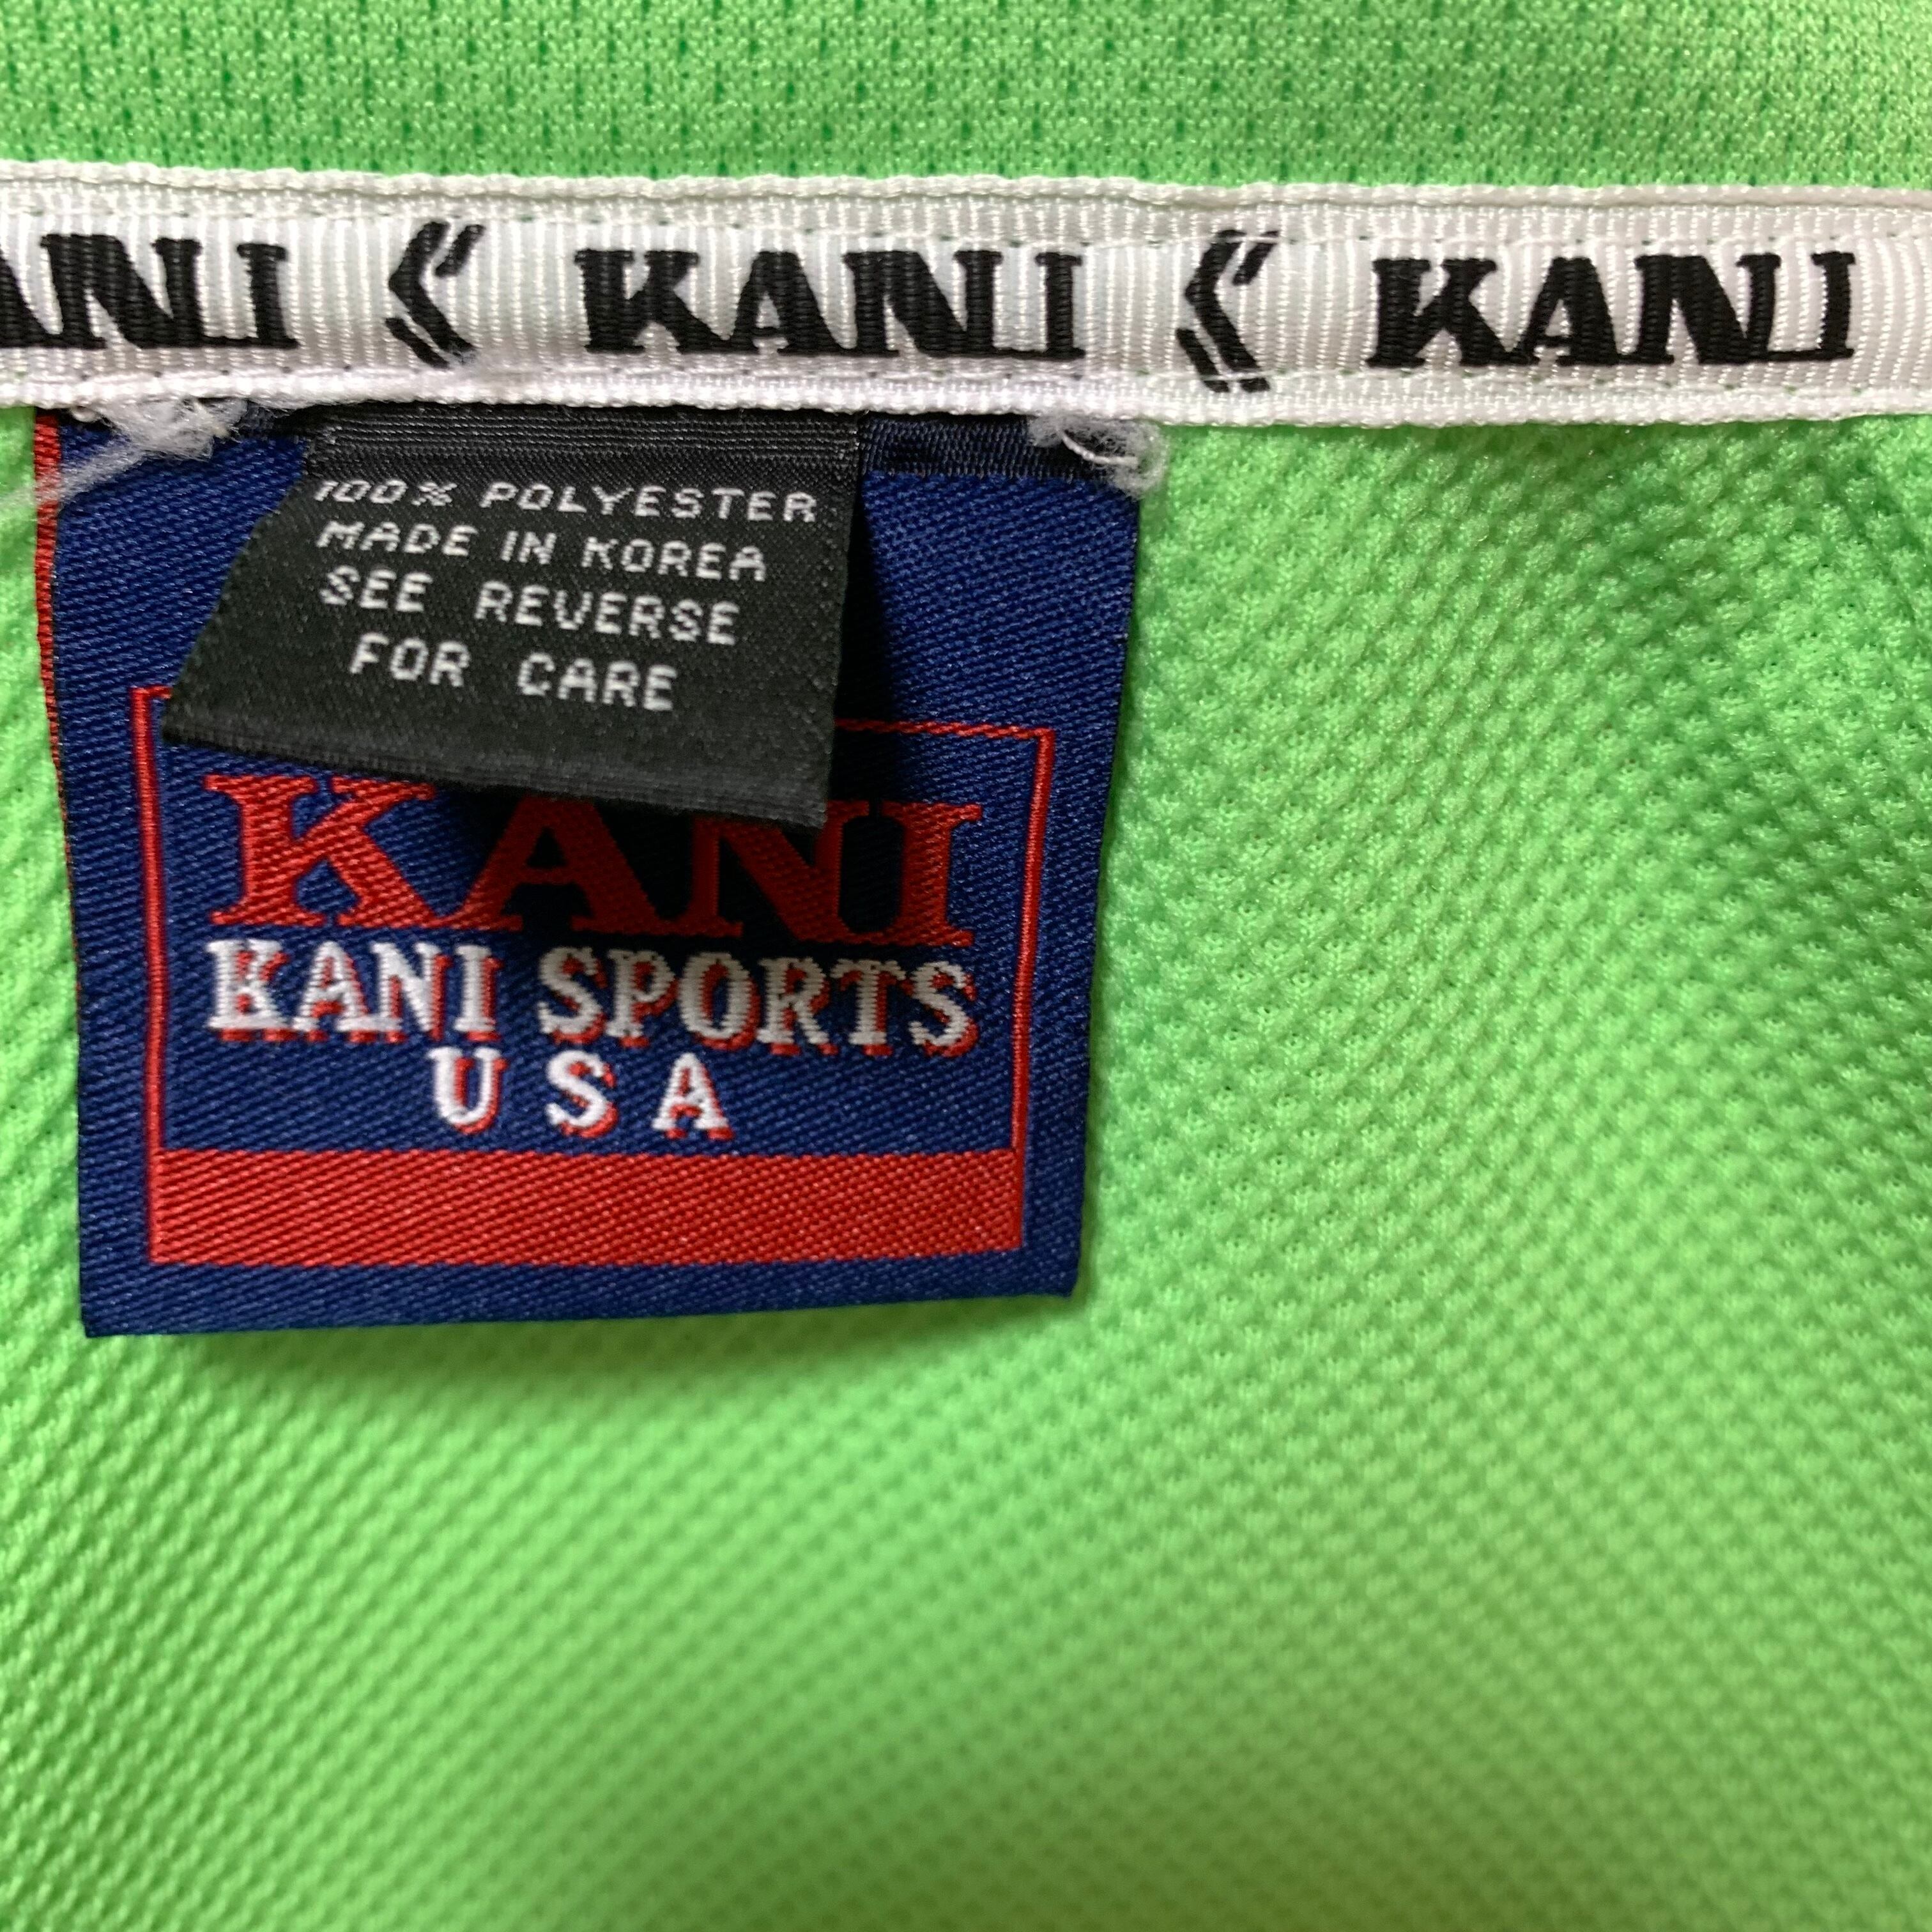 KANI KANI KANI
100% POLYESTER
MADE IN KOREA
SEE REVERSE
FOR CARE
KANI
KANI SPORTS
USA